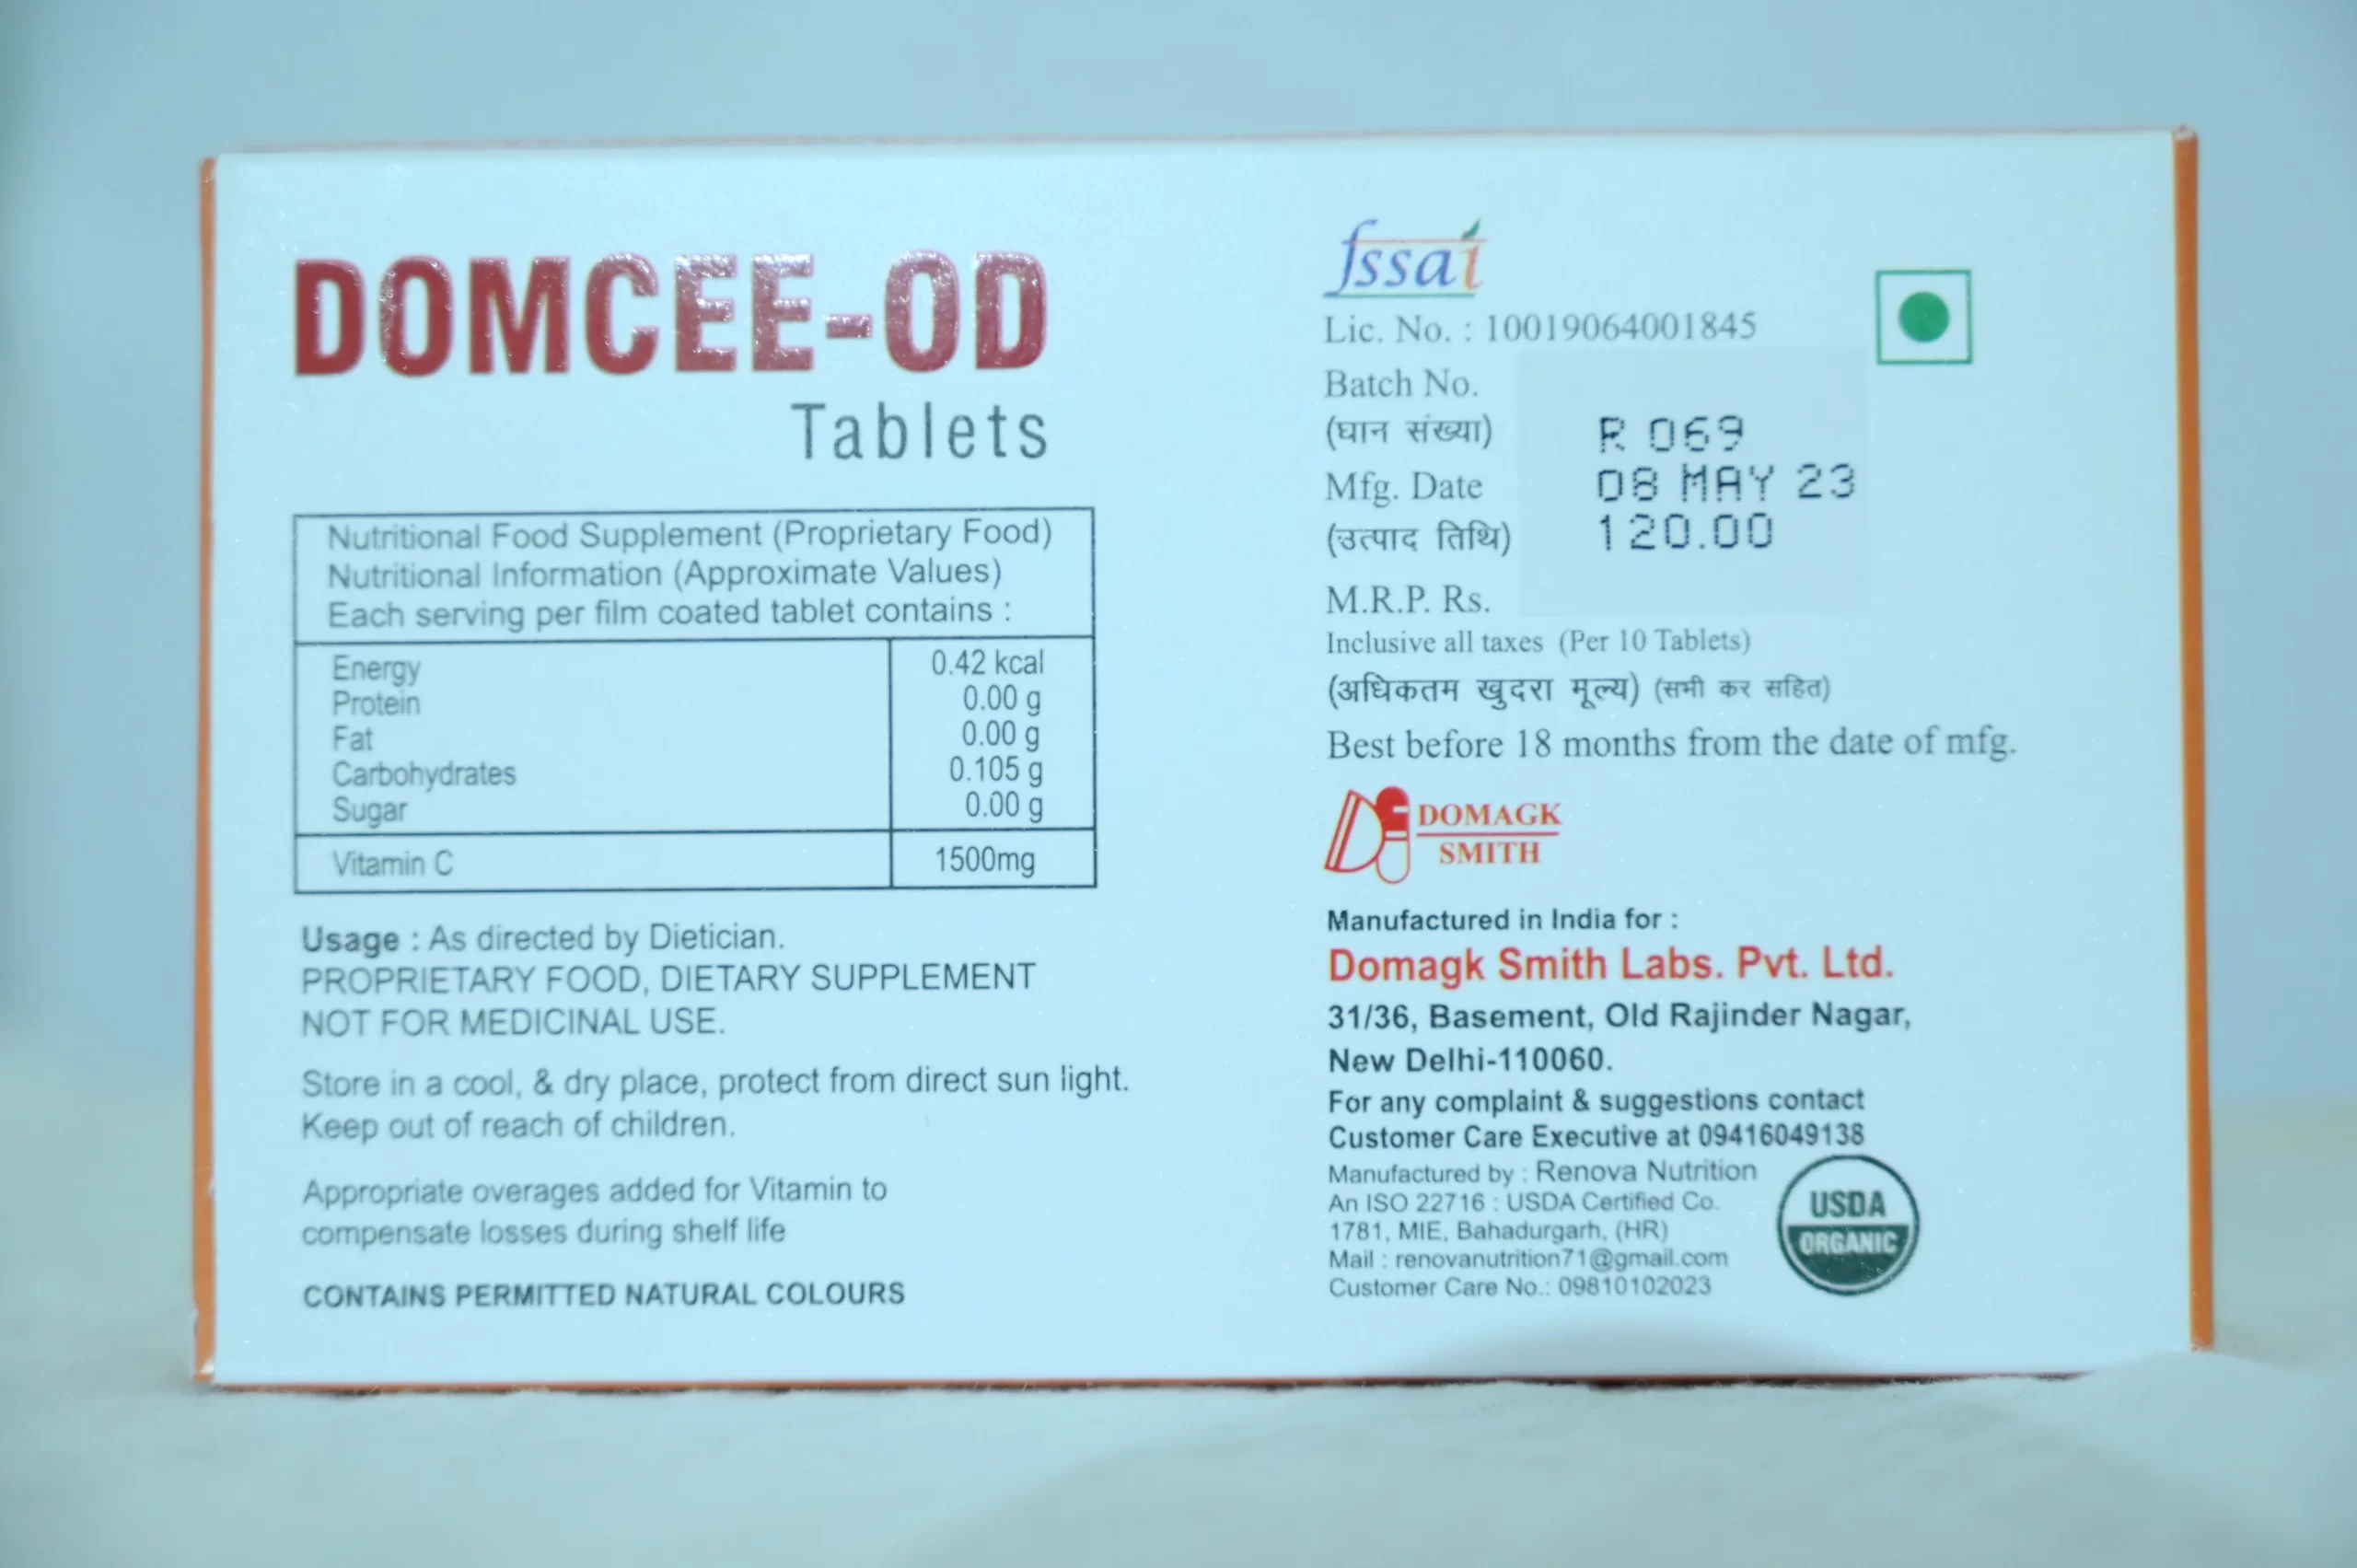 DOMCEE-OD
Tablets
Nutritional Food Supplement (Proprietary Food)
Nutritional Information (Approximate Values)
Each serving per film coated tablet contains :
Energy 0.42 kcal
Protein 0.00 g
Fat 0.00 g
Carbohydrates 0.105 g
Sugar 0.00 g
Vitamin C 1500mg
Usage : As directed by Dietician.
PROPRIETARY FOOD, DIETARY SUPPLEMENT
NOT FOR MEDICINAL USE.
Store in a cool, & dry place, protect from direct sun light.
Keep out of reach of children.
Appropriate overages added for Vitamin to
compensate losses during shelf life
CONTAINS PERMITTED NATURAL COLOURS
fssai
Lic. No. : 10019064001845
Batch No.
(घान संख्या) R 069
Mfg. Date 08 MAY 23
(उत्पाद तिथि) 120.00
M.R.P. Rs.
Inclusive all taxes (Per 10 Tablets)
(अधिकतम खुदरा मूल्य) (सभी कर सहित)
Best before 18 months from the date of mfg.
DOMAGK
SMITH
Manufactured in India for :
Domagk Smith Labs. Pvt. Ltd.
31/36, Basement, Old Rajinder Nagar,
New Delhi-110060.
For any complaint & suggestions contact
Customer Care Executive at 09416049138
Manufactured by : Renova Nutrition
An ISO 22716 : USDA Certified Co.
1781, MIE, Bahadurgarh, (HR)
Mail : renovanutrition71@gmail.com
Customer Care No.: 09810102023
USDA
ORGANIC